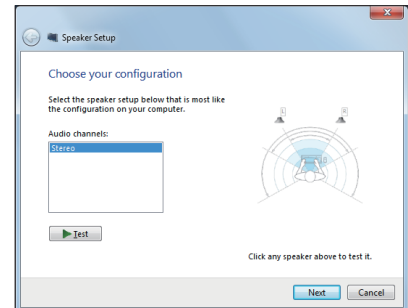 Speaker Setup
Choose your configuration
Select the speaker setup below that is most like
the configuration on your computer.
Audio channels:
Stereo
L
R
Test
Click any speaker above to test it.
Next
Cancel